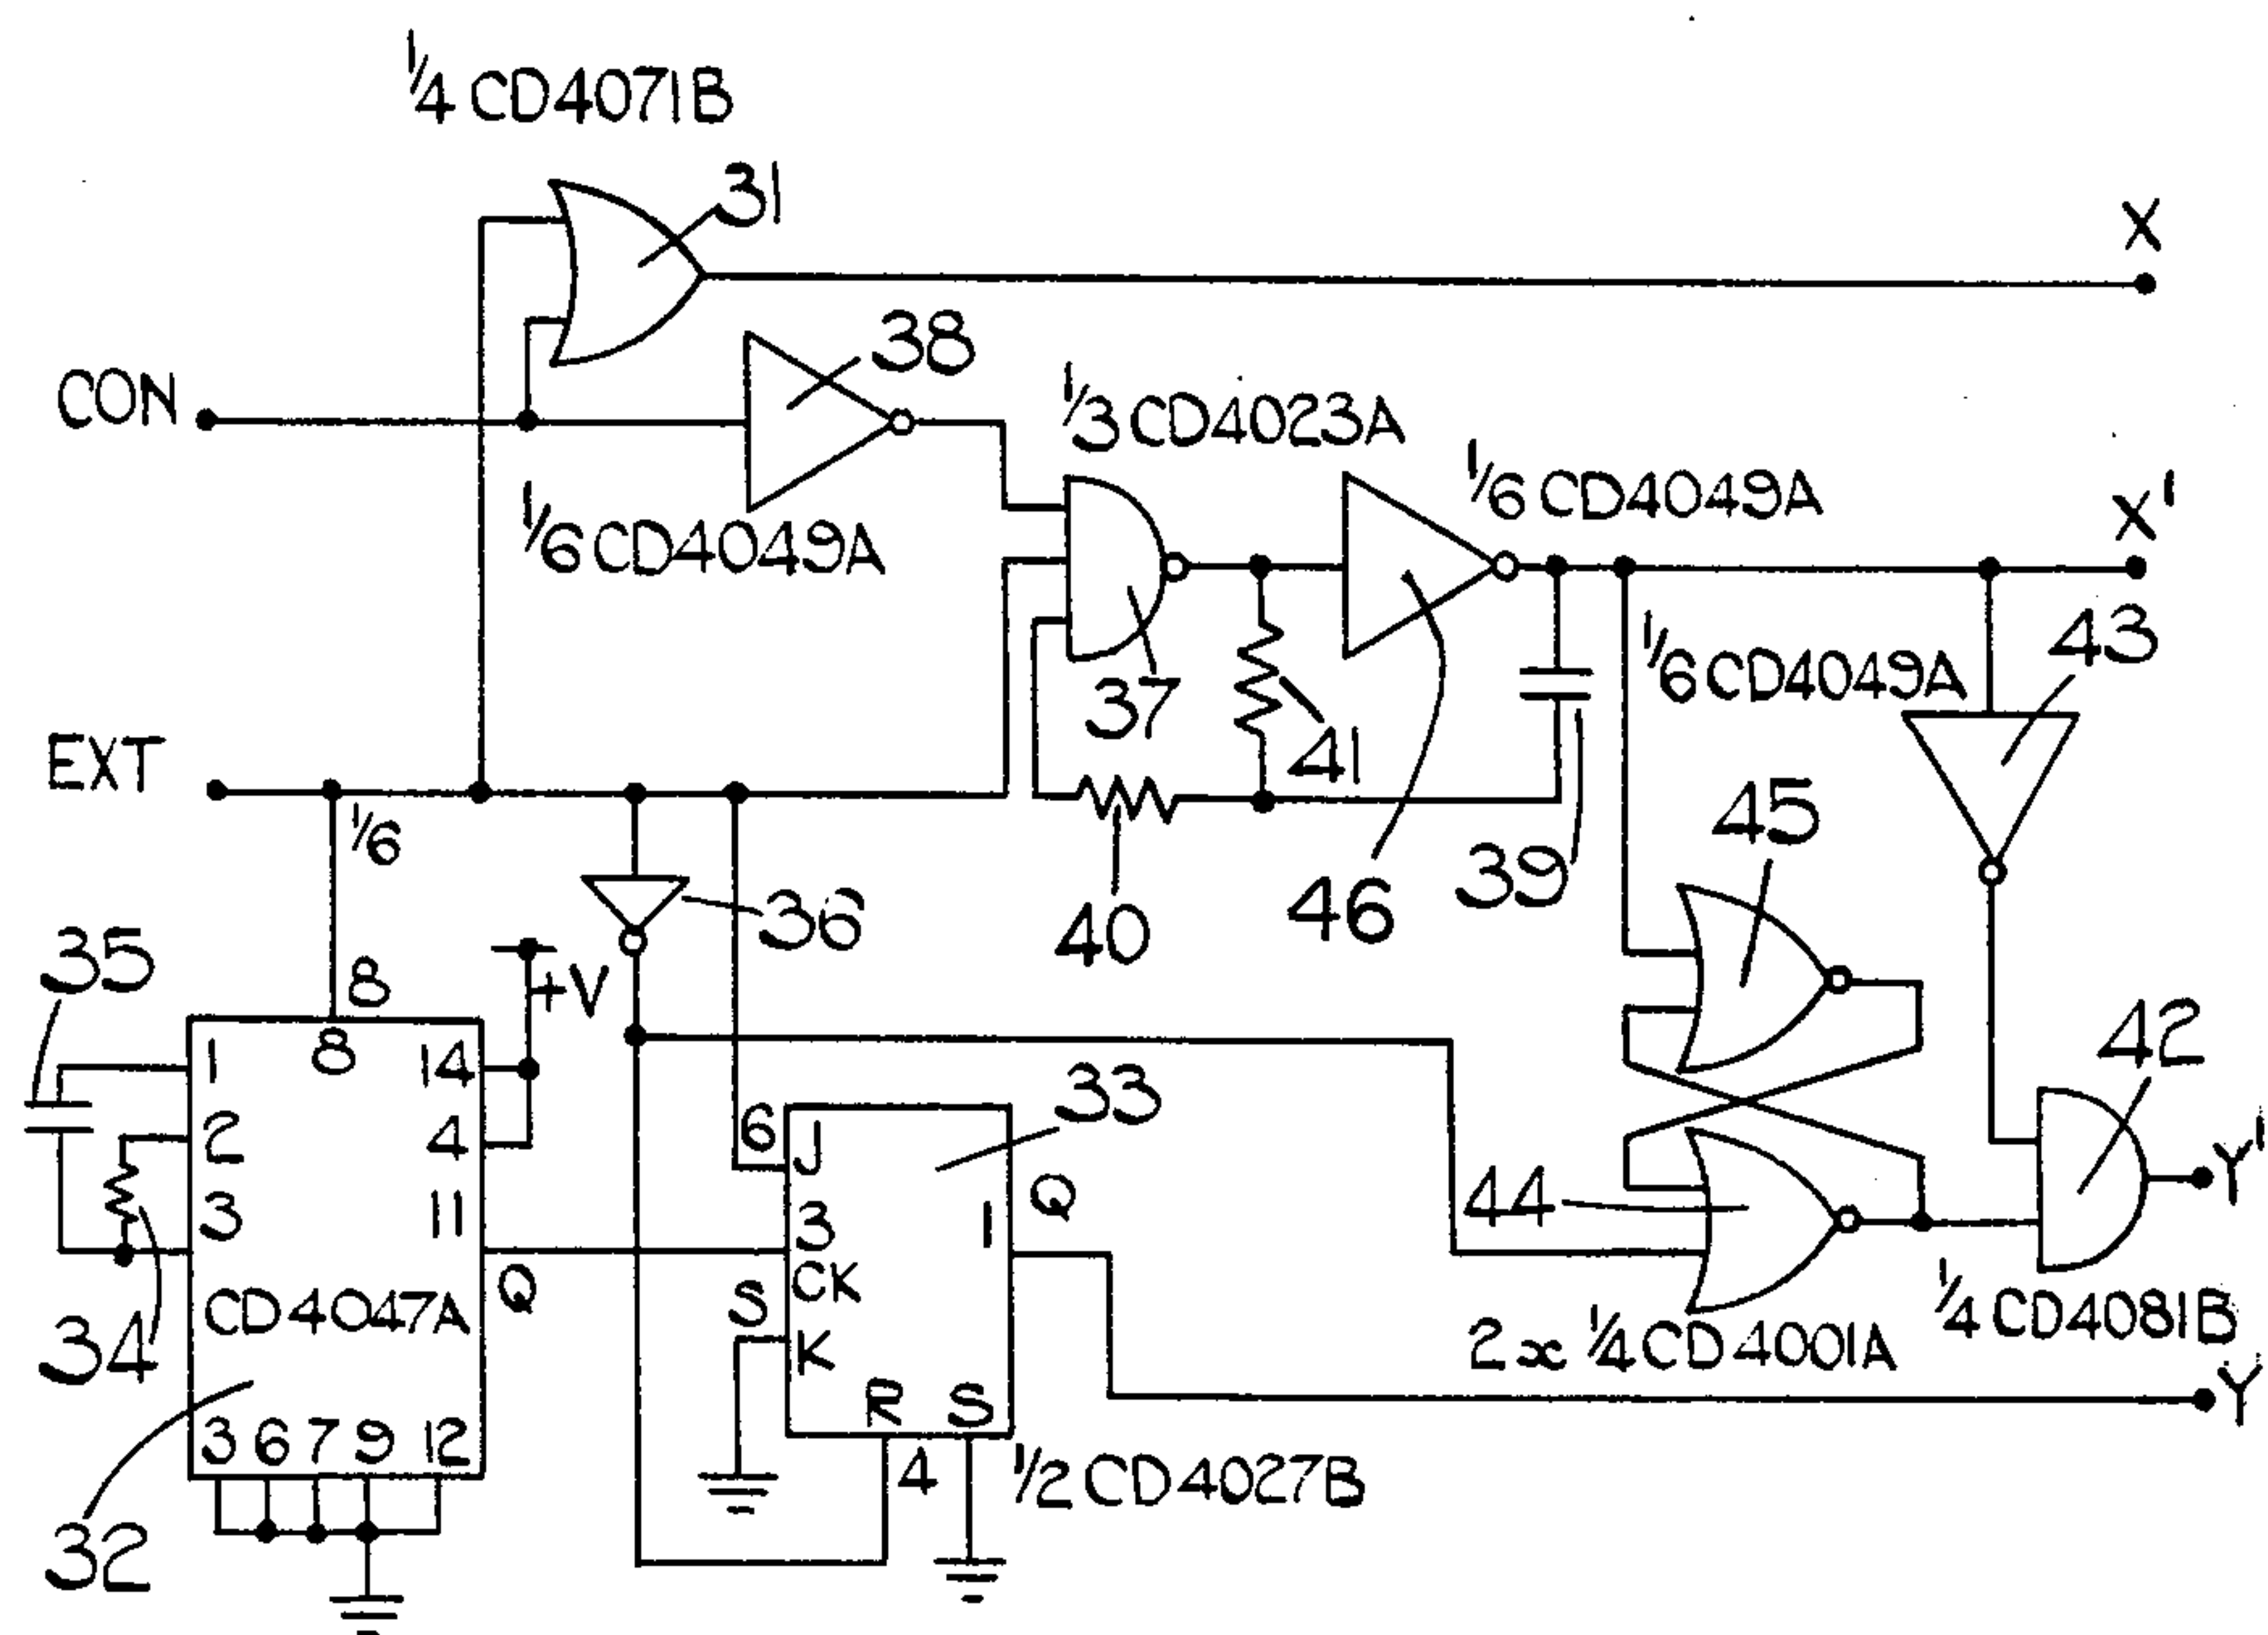 1/4 CD4071B
31
X
38
CON
1/3 CD4023A
1/6 CD4049A
X'
1/6 CD4049A
43
1/6 CD4049A
37
41
EXT
45
1/6
39
46
40
36
35
8
+V
42
1
8
14
33
2
4
6
J
Y'
3
11
3
1
Q
44
CK
Q
S
K
34
CD4047A
1/4 CD4081B
2 x 1/4 CD4001A
R
S
Y
3 6 7 9 12
4
1/2 CD4027B
32